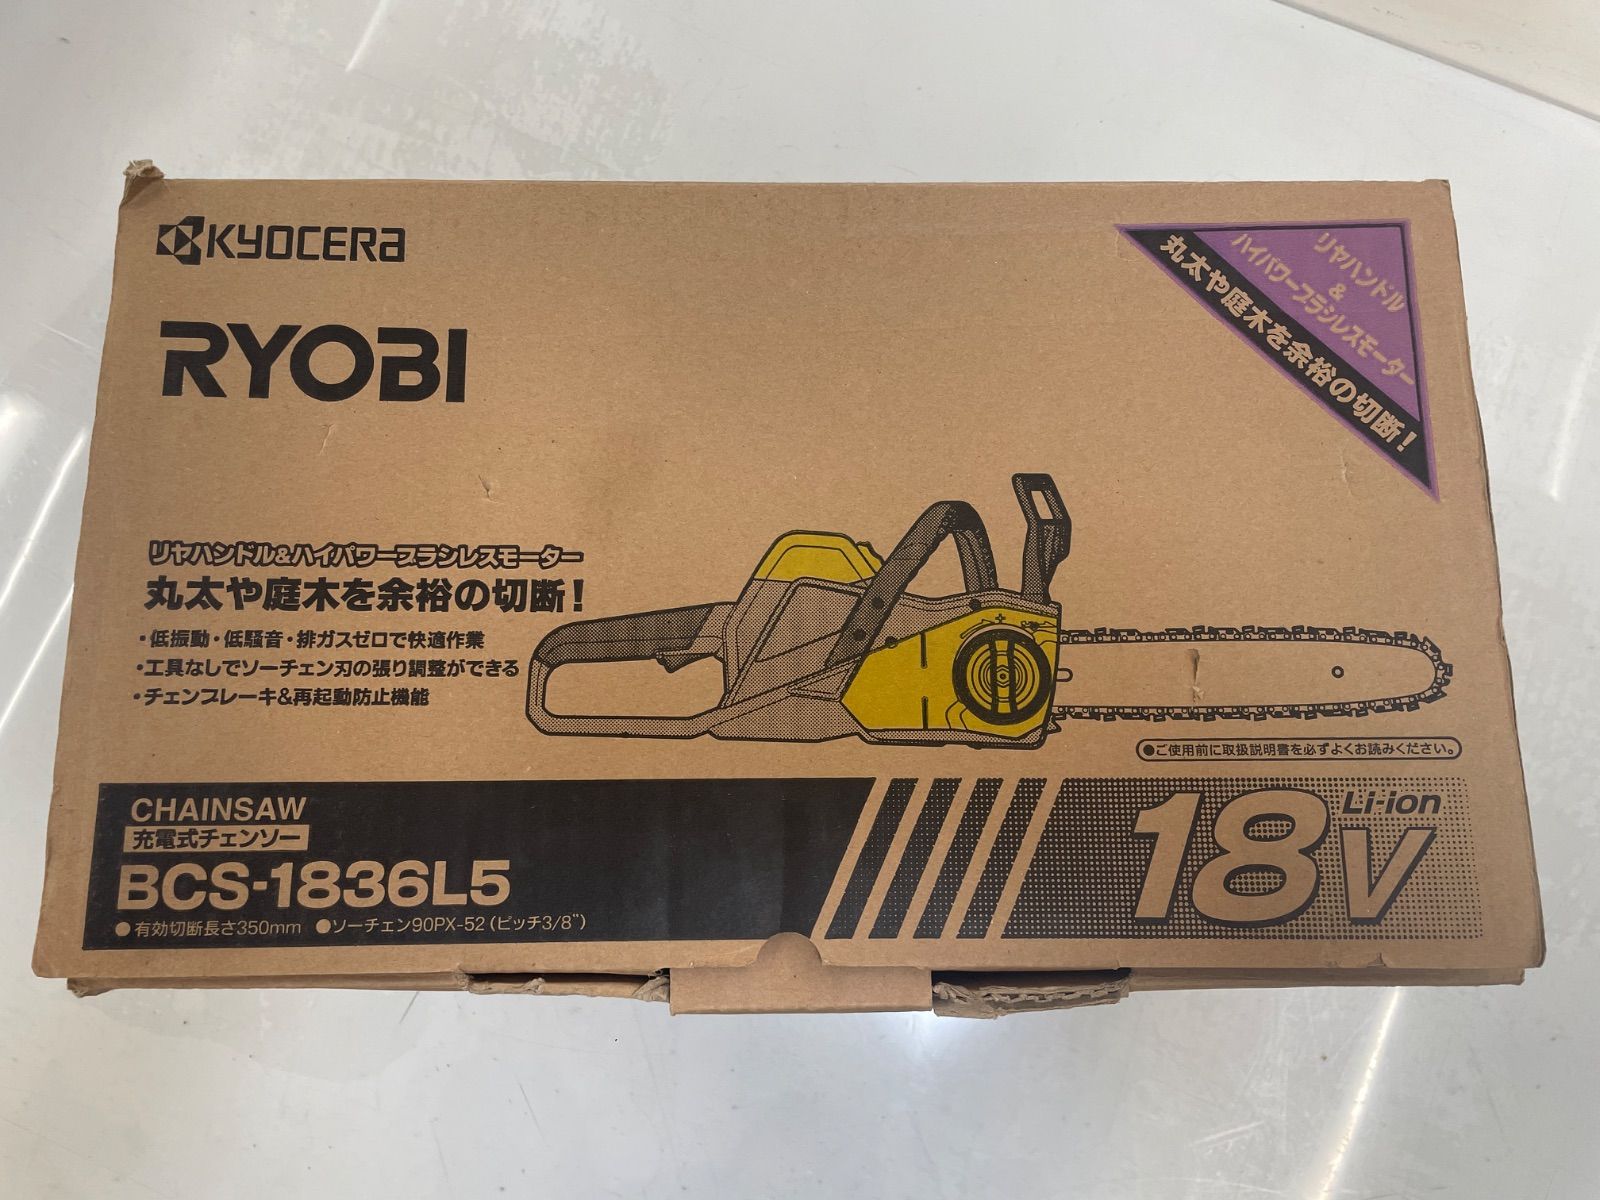 KYOCERA
RYOBI
リヤハンドル
&
ハイパワーブラシレスモーター
丸太や庭木を余裕の切断!
リヤハンドル&ハイパワーブラシレスモーター
丸太や庭木を余裕の切断!
・低振動・低騒音・排ガスゼロで快適作業
・工具なしでソーチェン刃の張り調整ができる
・チェンブレーキ&再起動防止機能
●ご使用前に取扱説明書を必ずよくお読みください。
CHAINSAW
充電式チェンソー
BCS-1836L5
●有効切断長さ350mm ●ソーチェン90PX-52 (ピッチ3/8")
Li-ion
18V